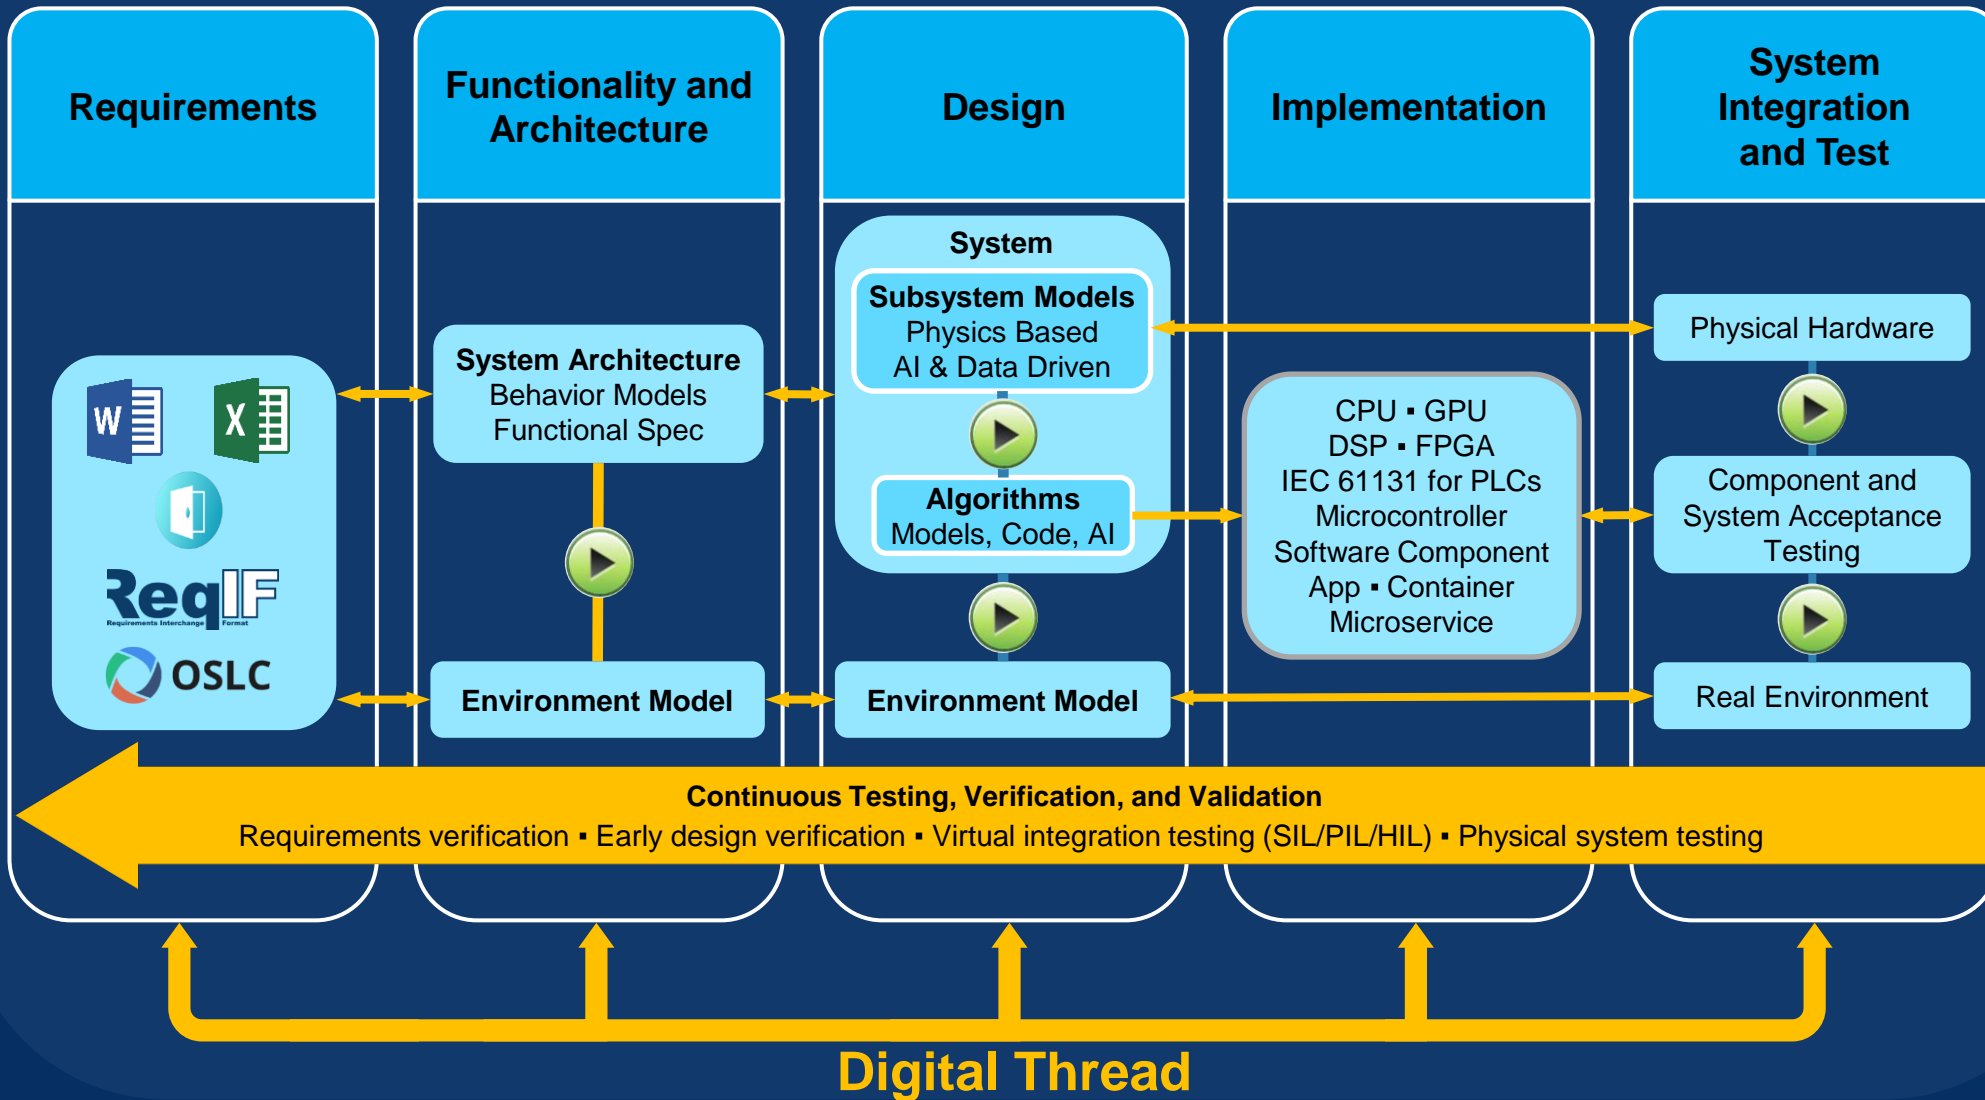 Requirements
Functionality and
Architecture
Design
Implementation
System
Integration
and Test
W
X
ReqIF
Requirements Interchange Format
OSLC
System Architecture
Behavior Models
Functional Spec
Environment Model
System
Subsystem Models
Physics Based
AI & Data Driven
Algorithms
Models, Code, AI
Environment Model
CPU ▪ GPU
DSP ▪ FPGA
IEC 61131 for PLCs
Microcontroller
Software Component
App ▪ Container
Microservice
Physical Hardware
Component and
System Acceptance
Testing
Real Environment
Continuous Testing, Verification, and Validation
Requirements verification ▪ Early design verification ▪ Virtual integration testing (SIL/PIL/HIL) ▪ Physical system testing
Digital Thread